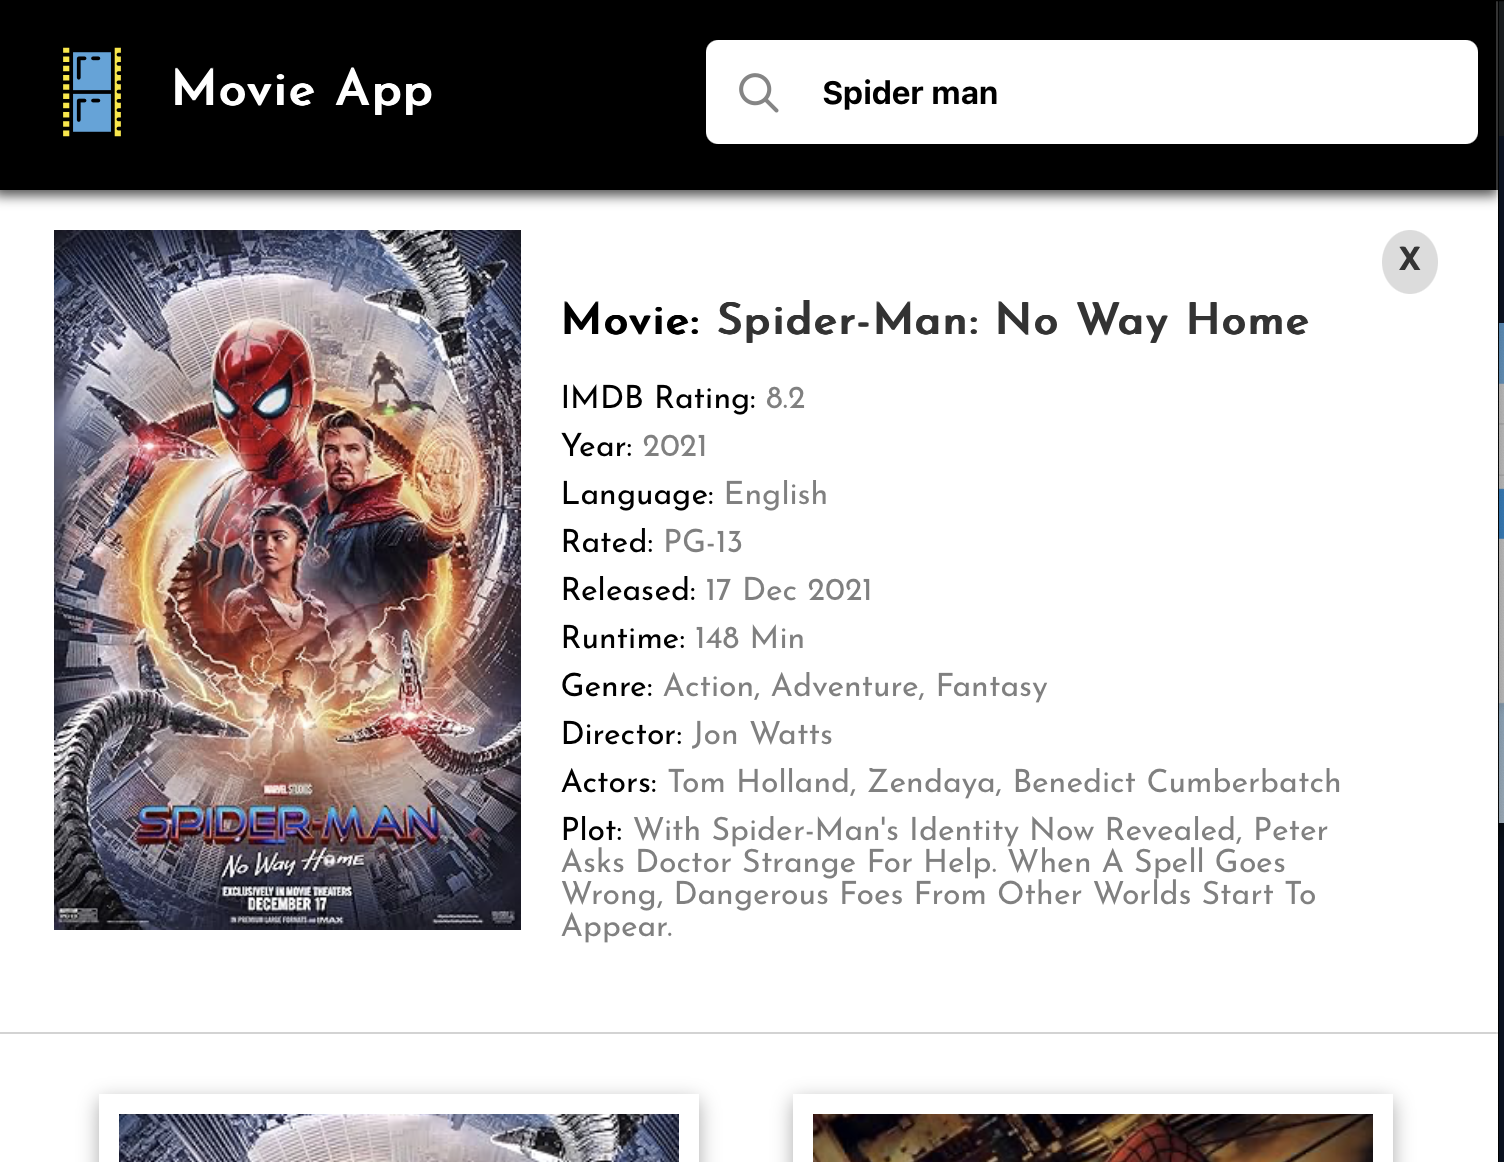 Movie App
Spider man
X
Movie: Spider-Man: No Way Home
IMDB Rating: 8.2
Year: 2021
Language: English
Rated: PG-13
Released: 17 Dec 2021
Runtime: 148 Min
Genre: Action, Adventure, Fantasy
Director: Jon Watts
Actors: Tom Holland, Zendaya, Benedict Cumberbatch
Plot: With Spider-Man's Identity Now Revealed, Peter
Asks Doctor Strange For Help. When A Spell Goes
Wrong, Dangerous Foes From Other Worlds Start To
Appear.
MARVEL STUDIOS
SPIDER-MAN
No Way Home
EXCLUSIVELY IN MOVIE THEATERS
DECEMBER 17
IN PREMIUM LARGE FORMATS and IMAX